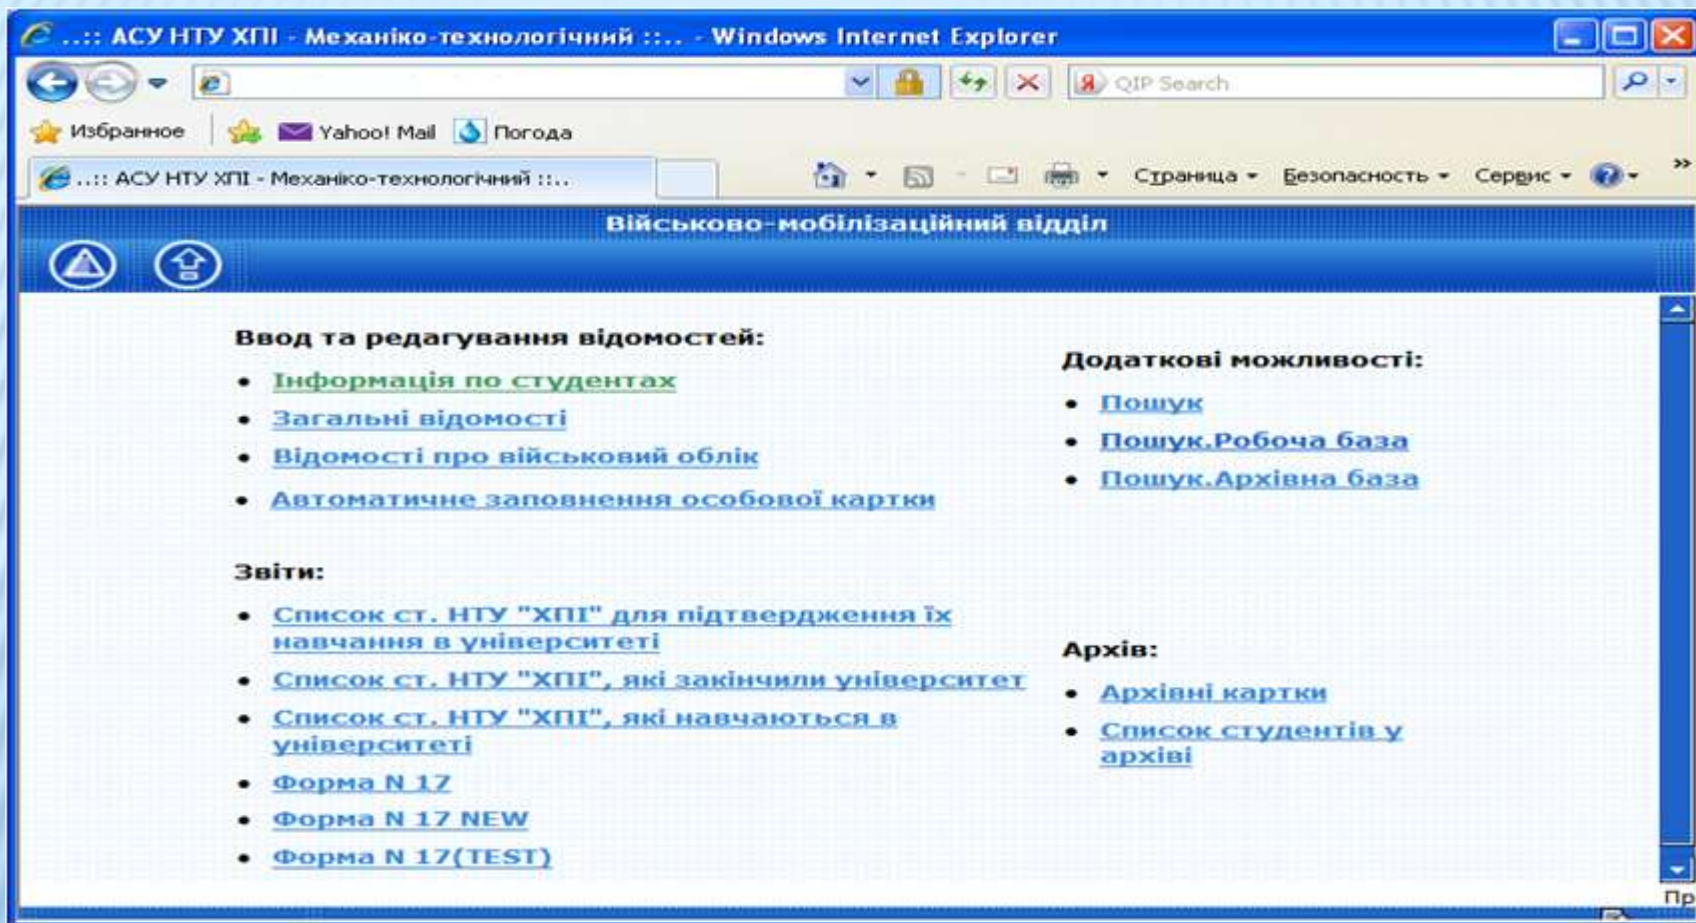 ..:: АСУ НТУ ХПІ - Механіко-технологічний ::.. - Windows Internet Explorer
QIP Search
Избранное
Yahoo! Mail
Погода
..:: АСУ НТУ ХПІ - Механіко-технологічний ::..
Страница
Безопасность
Сервис
»
Військово-мобілізаційний відділ
Ввод та редагування відомостей:
• Інформація по студентах
• Загальні відомості
• Відомості про військовий облік
• Автоматичне заповнення особової картки
Звіти:
• Список ст. НТУ "ХПІ" для підтвердження їх
навчання в університеті
• Список ст. НТУ "ХПІ", які закінчили університет
• Список ст. НТУ "ХПІ", які навчаються в
університеті
• Форма N 17
• Форма N 17 NEW
• Форма N 17(TEST)
Додаткові можливості:
• Пошук
• Пошук.Робоча база
• Пошук.Архівна база
Архів:
• Архівні картки
• Список студентів у
архіві
Пр